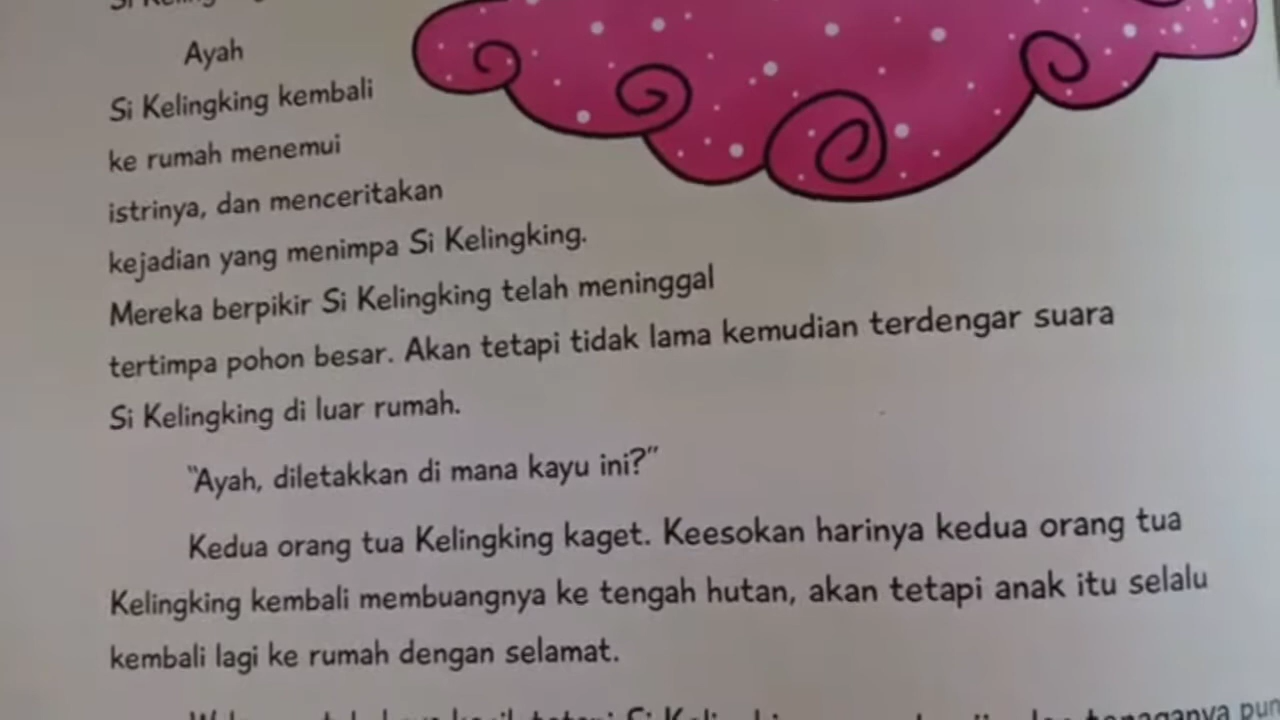 Ayah
Si Kelingking kembali
ke rumah menemui
istrinya, dan menceritakan
kejadian yang menimpa Si Kelingking.
Mereka berpikir Si Kelingking telah meninggal
tertimpa pohon besar. Akan tetapi tidak lama kemudian terdengar suara
Si Kelingking di luar rumah.
“Ayah, diletakkan di mana kayu ini?”
Kedua orang tua Kelingking kaget. Keesokan harinya kedua orang tua
Kelingking kembali membuangnya ke tengah hutan, akan tetapi anak itu selalu
kembali lagi ke rumah dengan selamat.